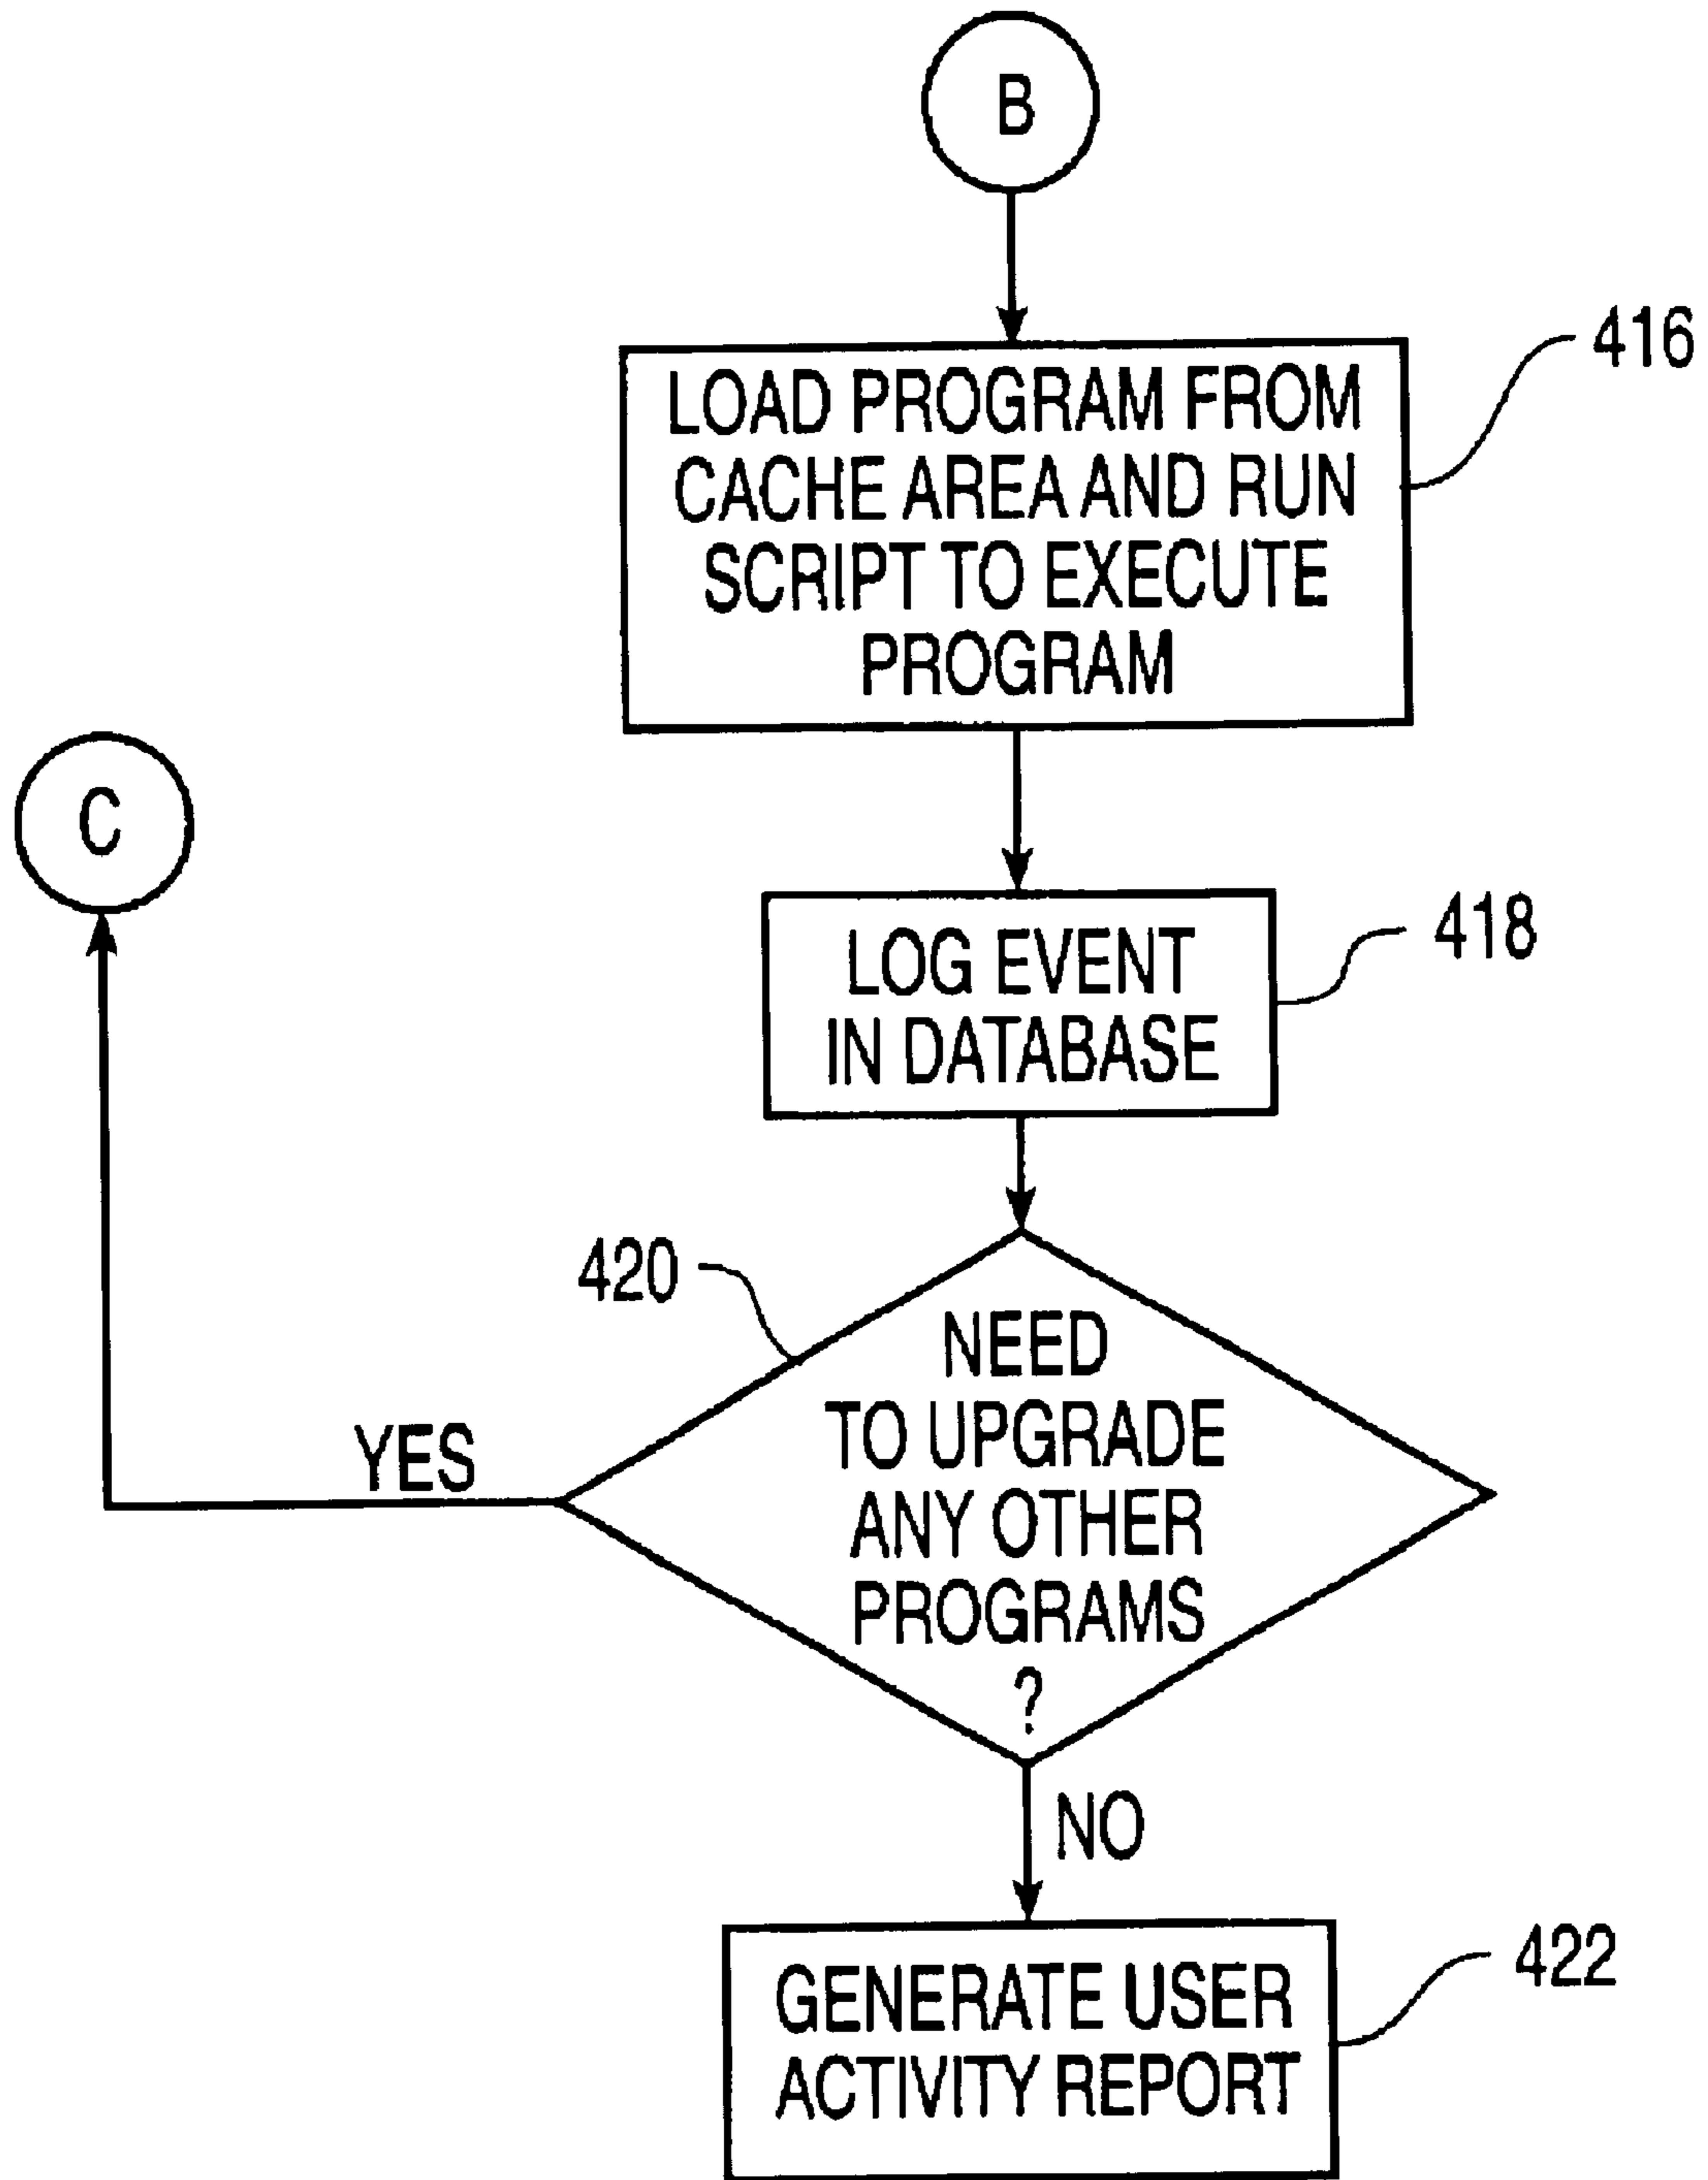 B
LOAD PROGRAM FROM
CACHE AREA AND RUN
SCRIPT TO EXECUTE
PROGRAM
416
C
LOG EVENT
IN DATABASE
418
420
NEED
TO UPGRADE
ANY OTHER
PROGRAMS
?
YES
NO
GENERATE USER
ACTIVITY REPORT
422